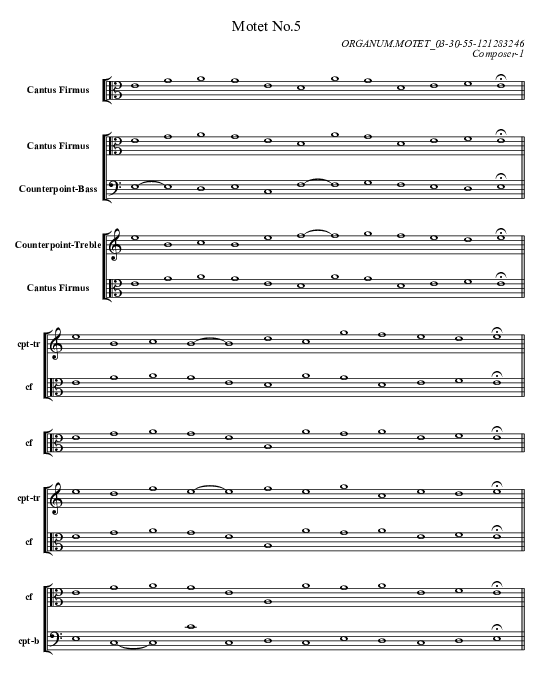 Motet No.5
ORGANUM.MOTET_03-30-55-121283246
Composer-1
Cantus Firmus
Cantus Firmus
Counterpoint-Bass
Counterpoint-Treble
Cantus Firmus
cpt-tr
cf
cf
cpt-tr
cf
cf
cpt-b